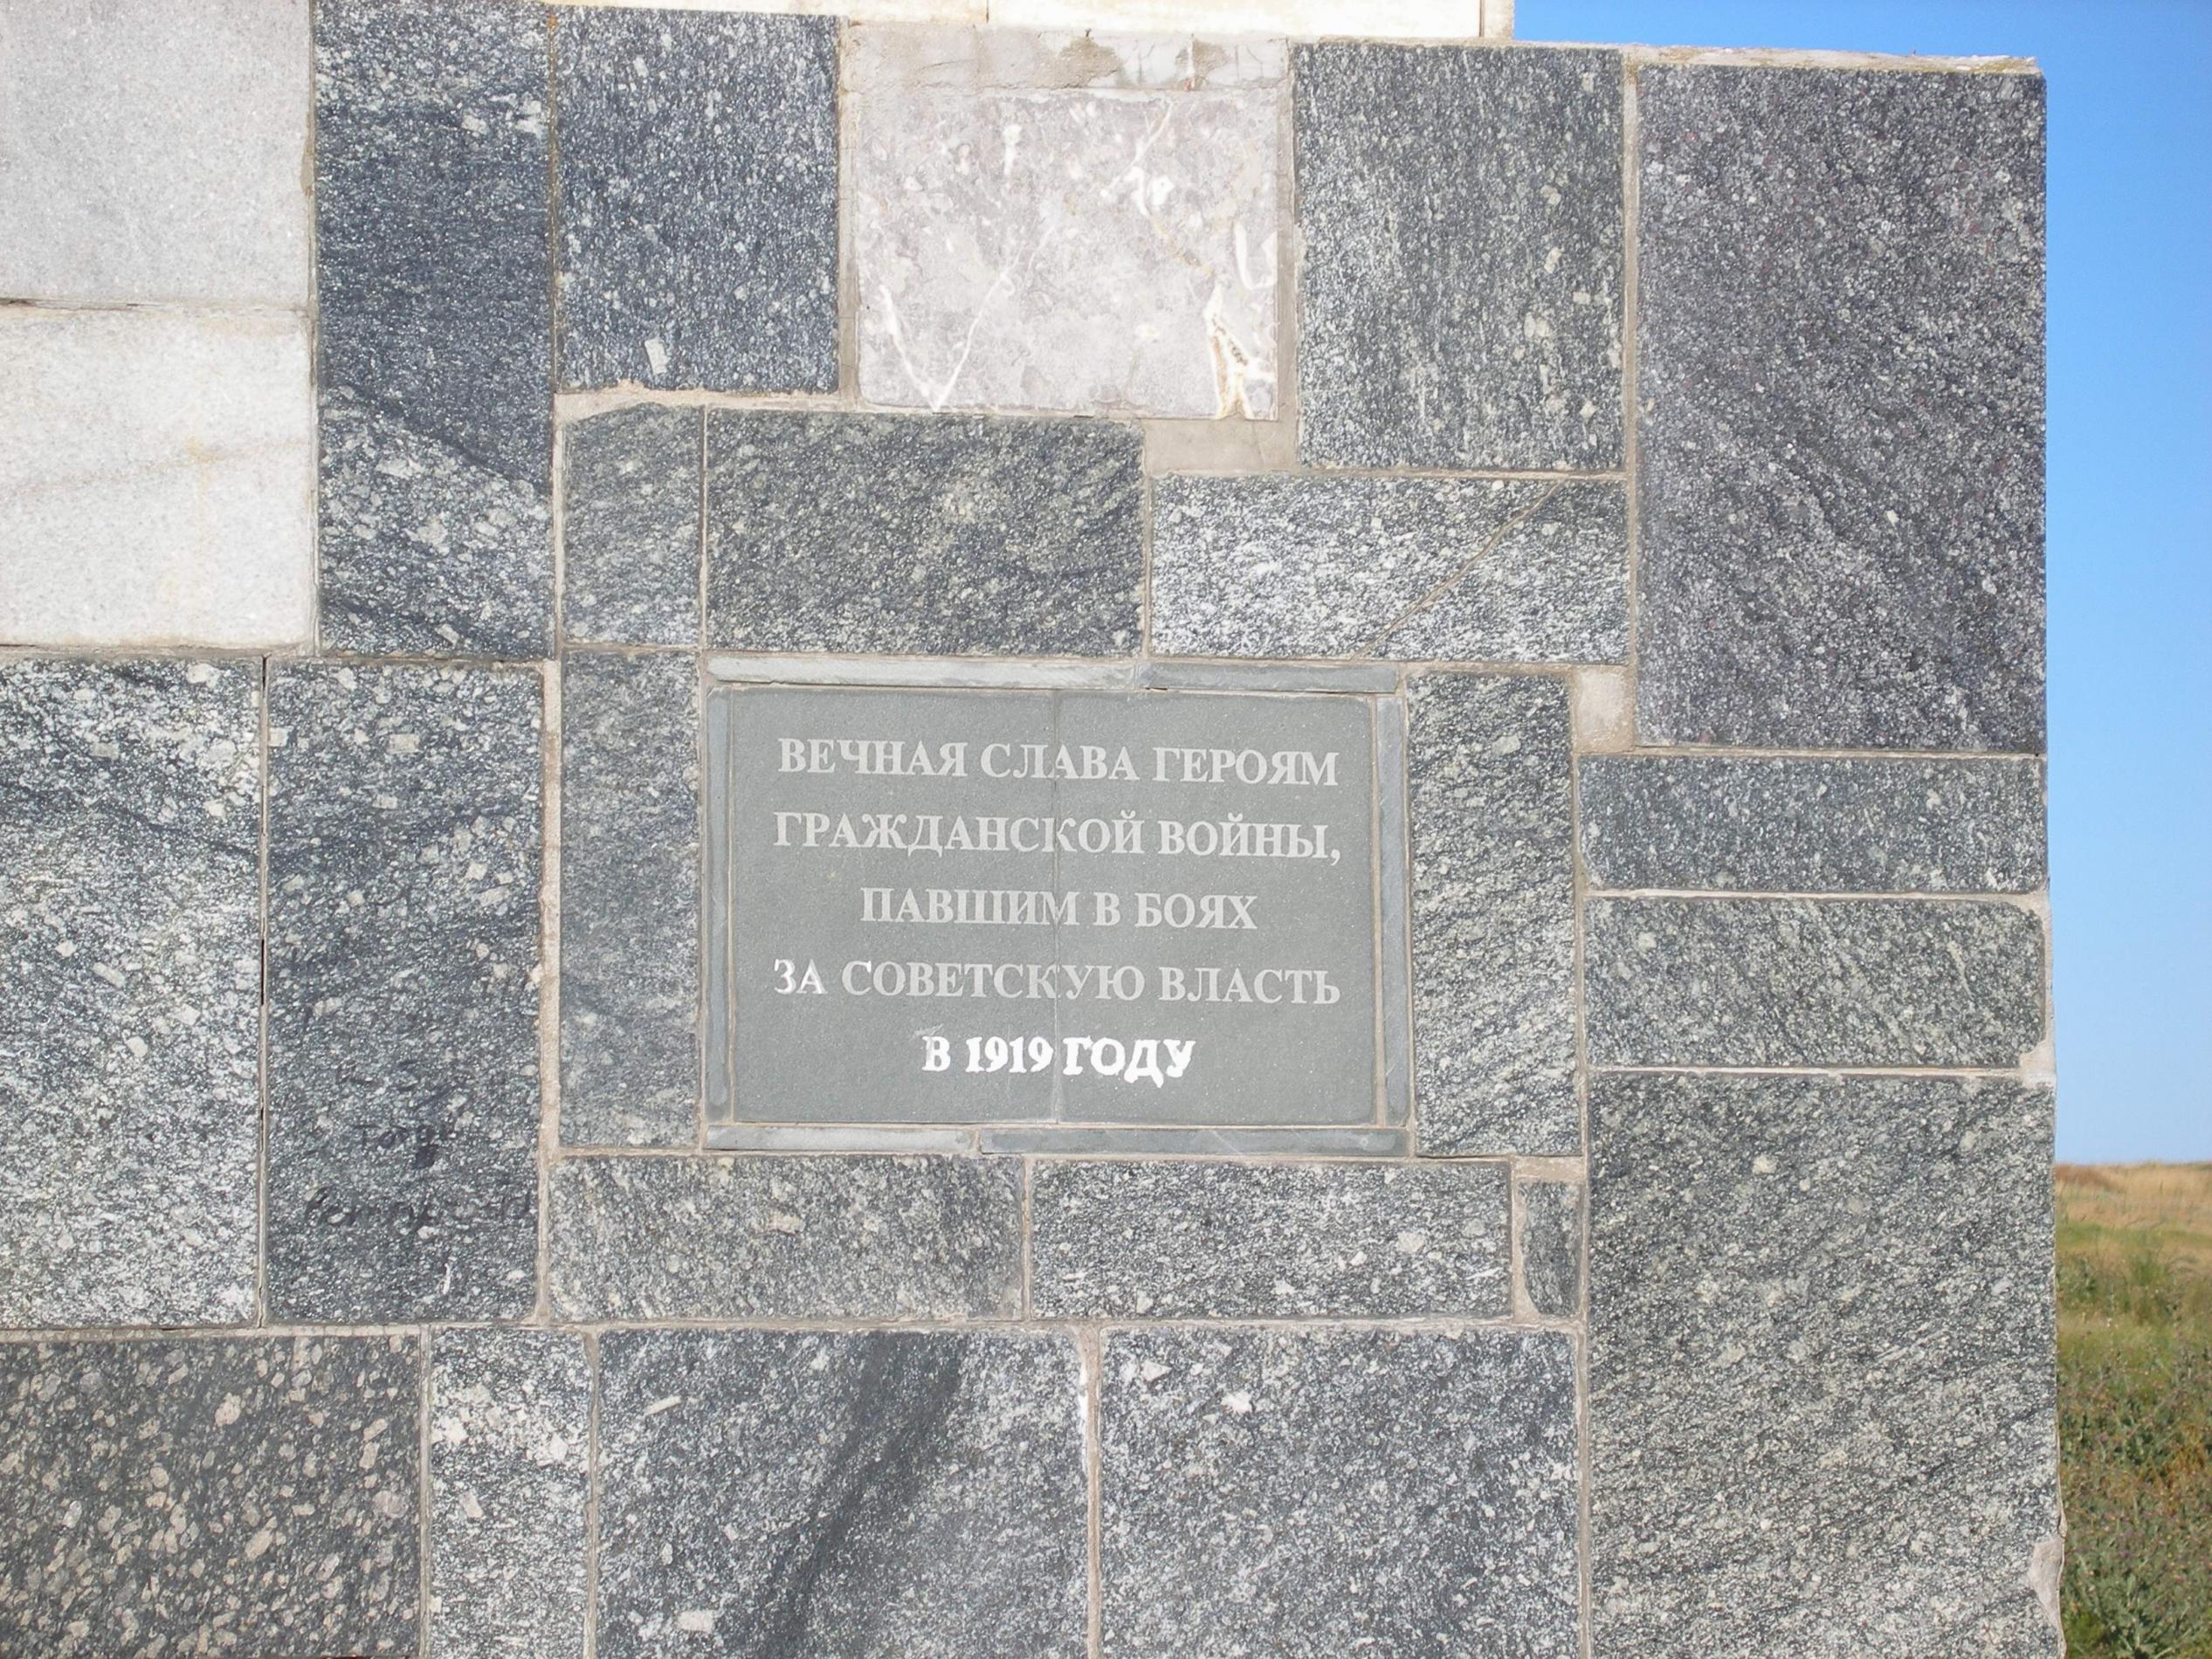 ВЕЧНАЯ СЛАВА ГЕРОЯМ
ГРАЖДАНСКОЙ ВОЙНЫ,
ПАВШИМ В БОЯХ
ЗА СОВЕТСКУЮ ВЛАСТЬ
В 1919 ГОДУ